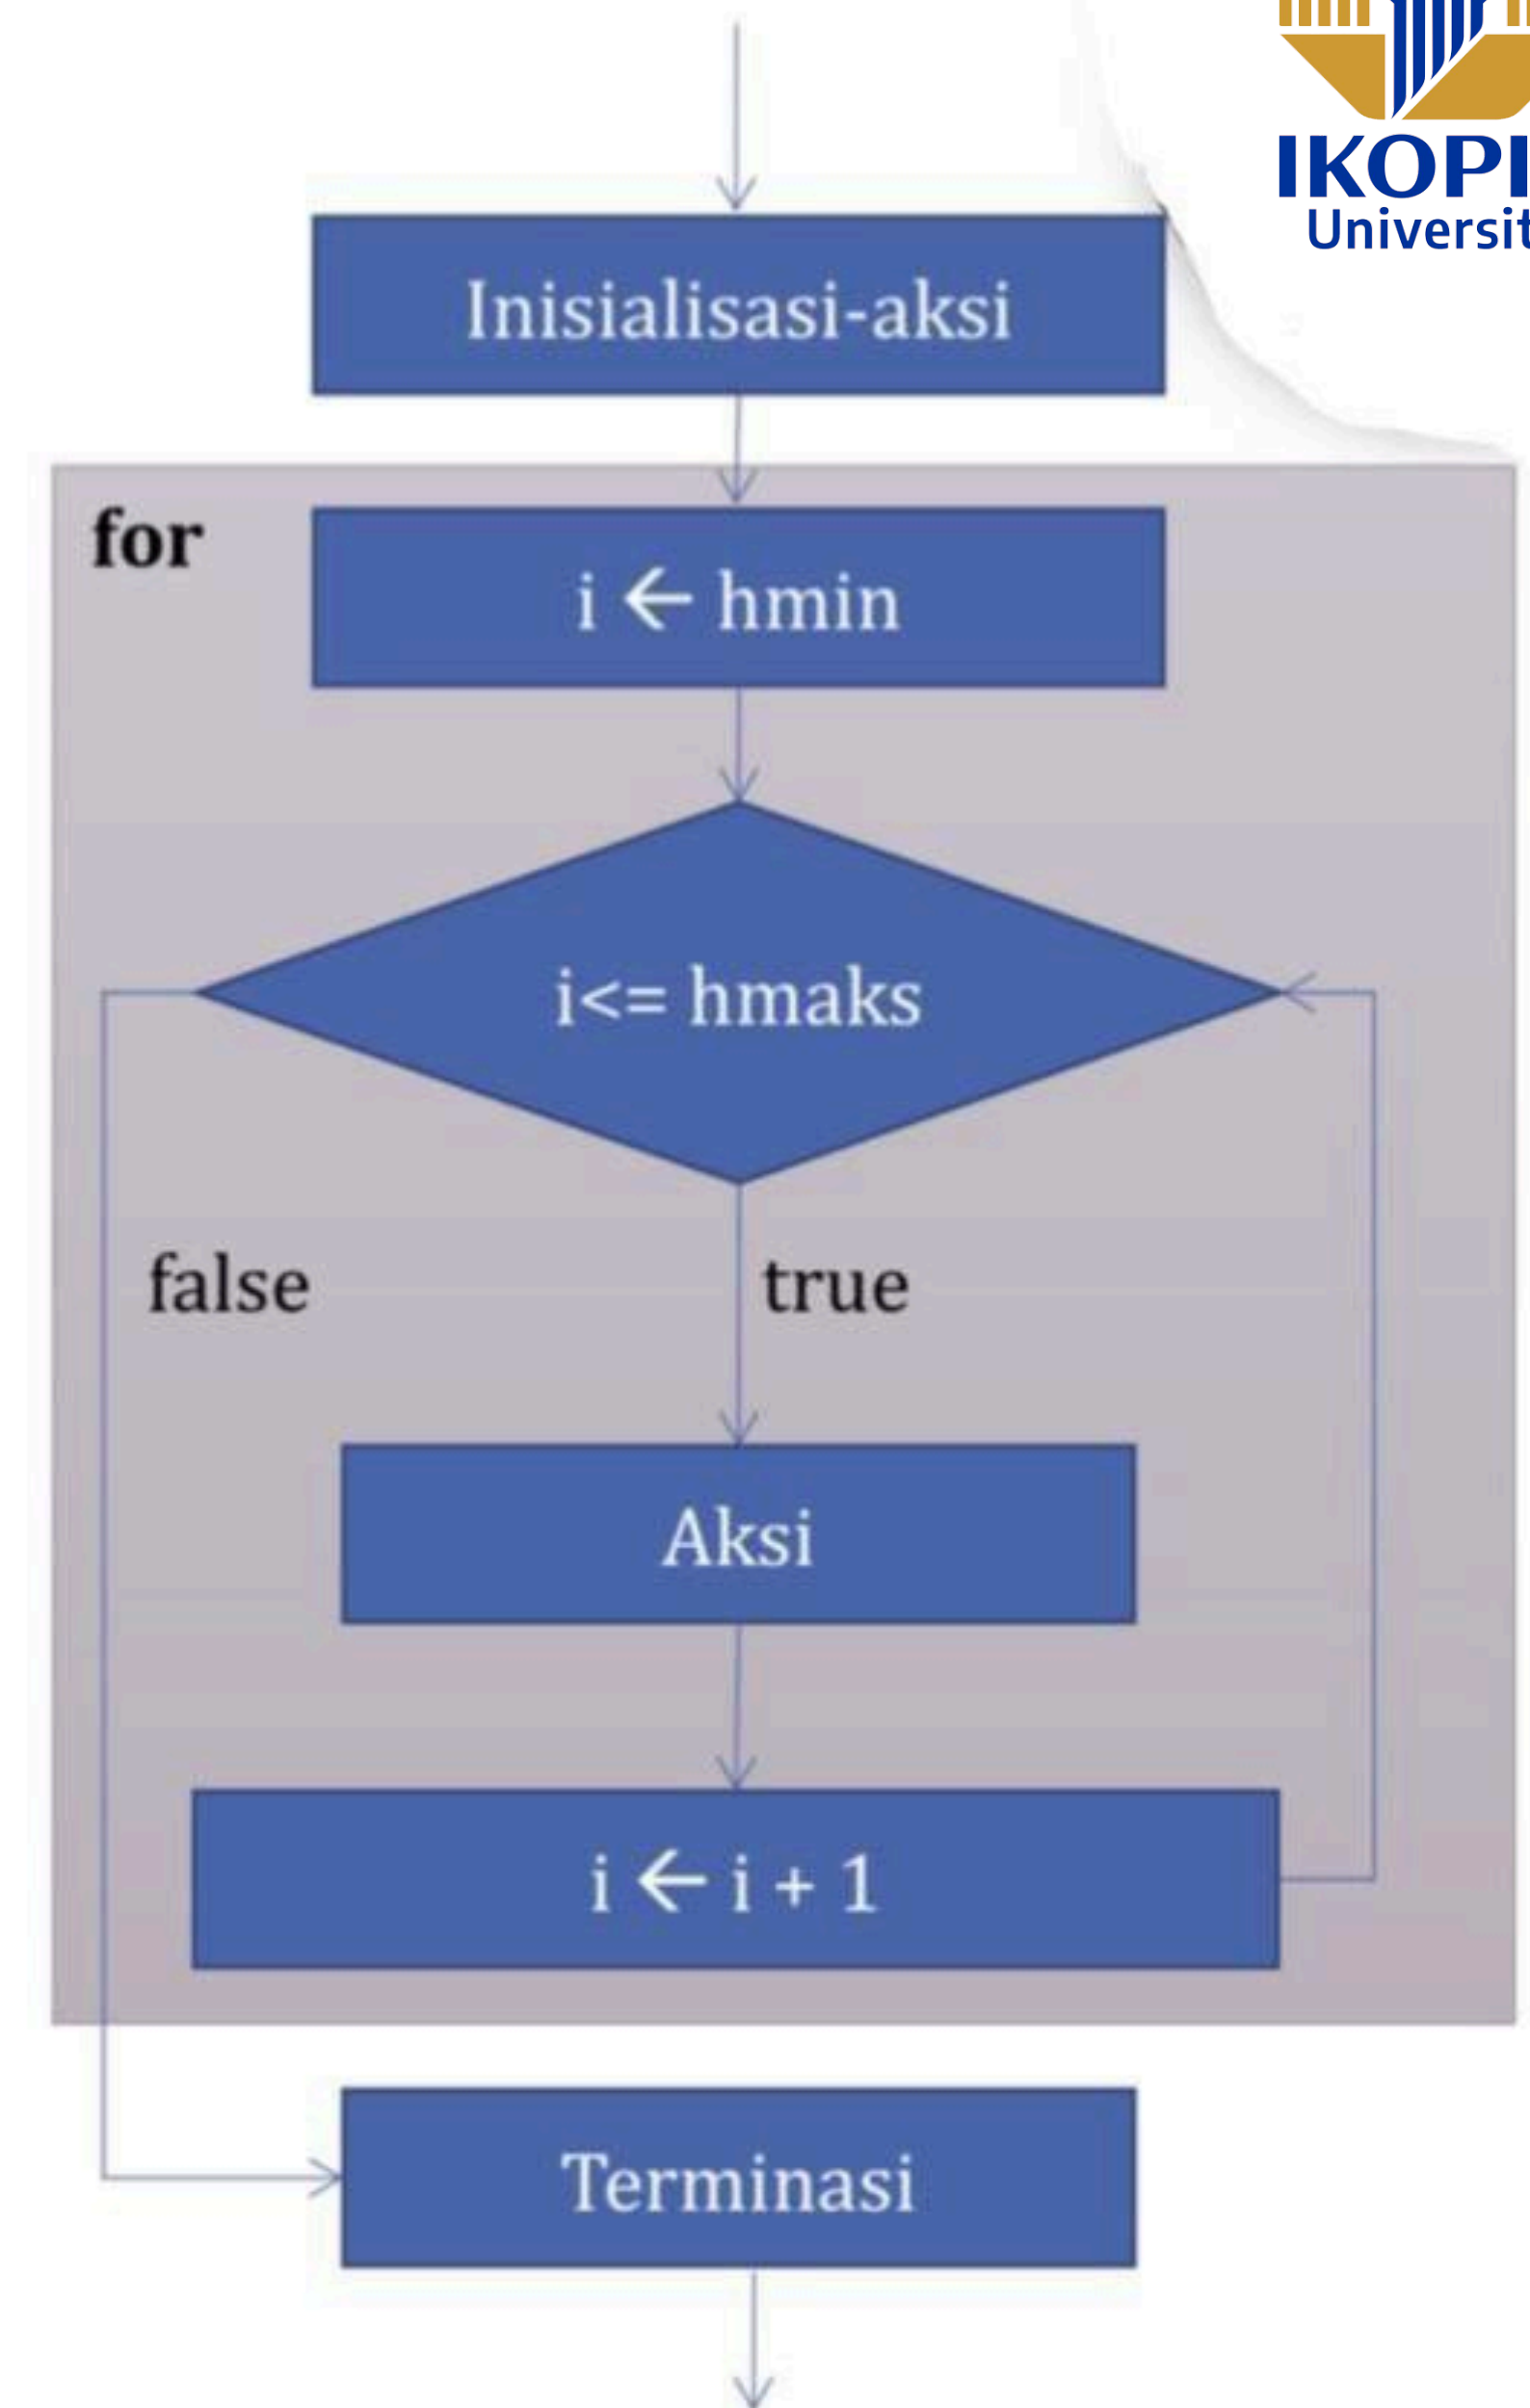 IKOPI
Universit
Inisialisasi-aksi
for
i ← hmin
i<= hmaks
false
true
Aksi
i ← i + 1
Terminasi